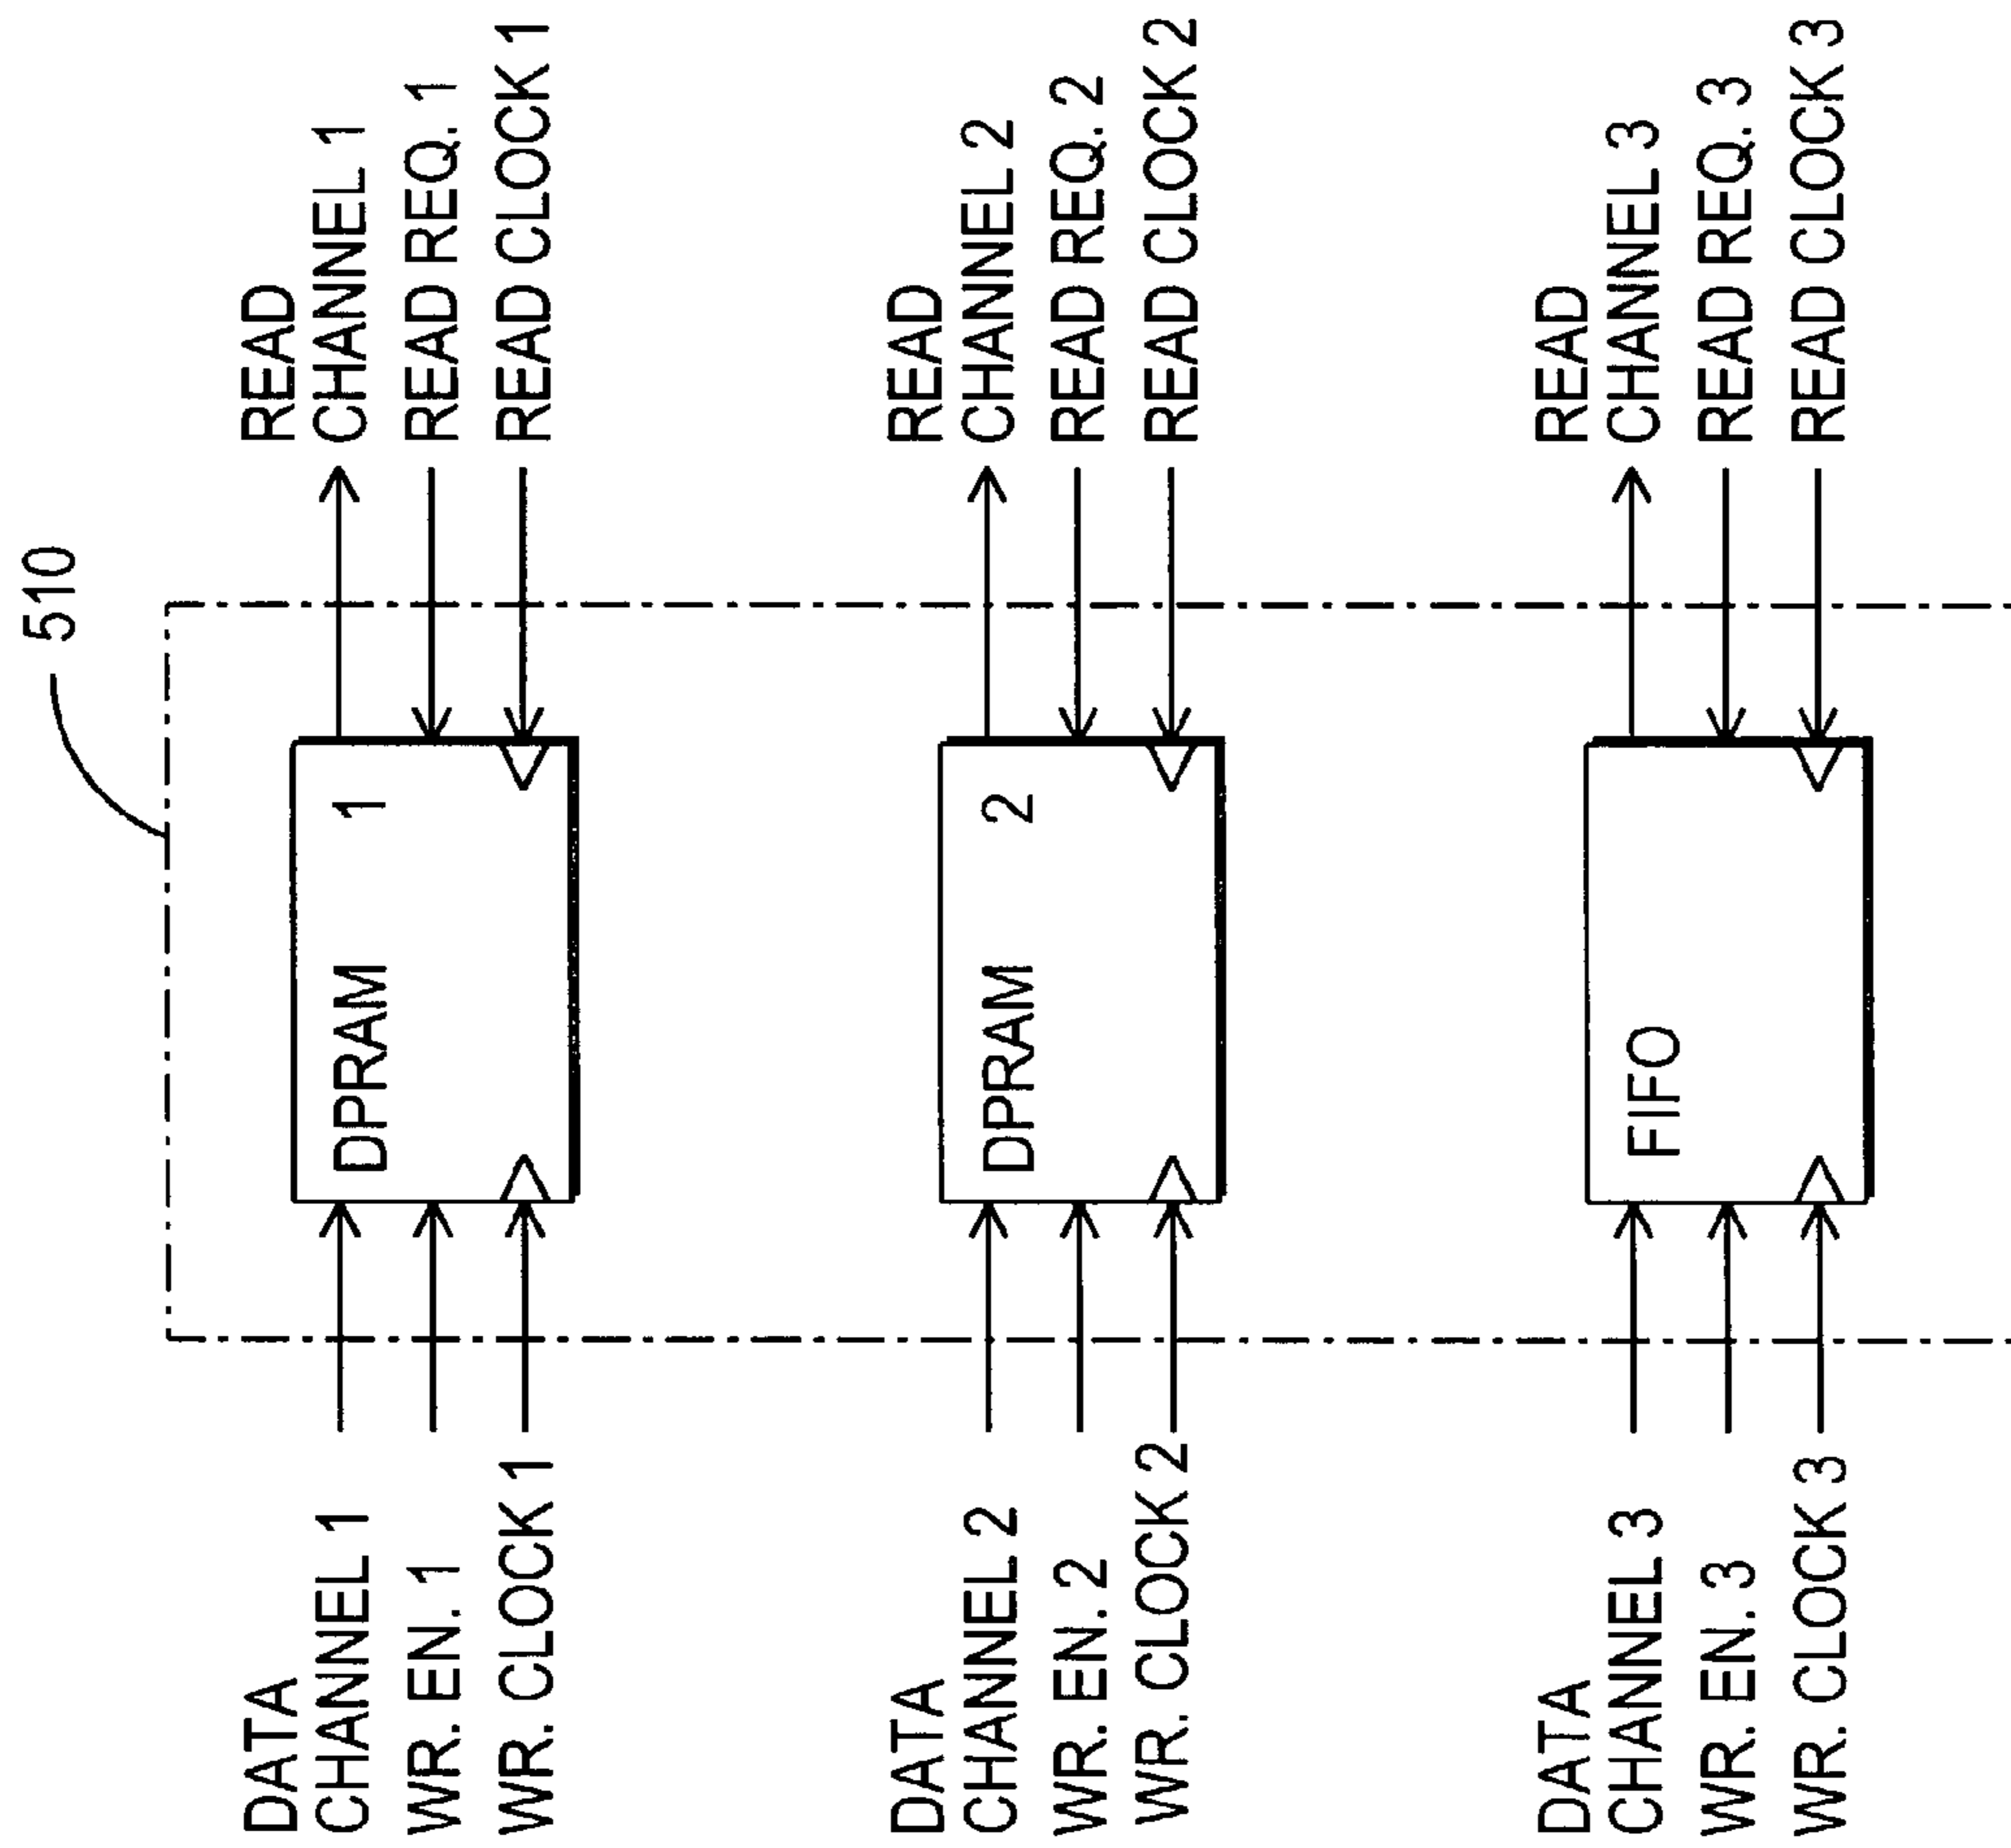 510
DATA
CHANNEL 1
WR. EN. 1
WR. CLOCK 1
DPRAM 1
READ
CHANNEL 1
READ REQ. 1
READ CLOCK 1
DATA
CHANNEL 2
WR. EN. 2
WR. CLOCK 2
DPRAM 2
READ
CHANNEL 2
READ REQ. 2
READ CLOCK 2
DATA
CHANNEL 3
WR. EN. 3
WR. CLOCK 3
FIFO
READ
CHANNEL 3
READ REQ. 3
READ CLOCK 3